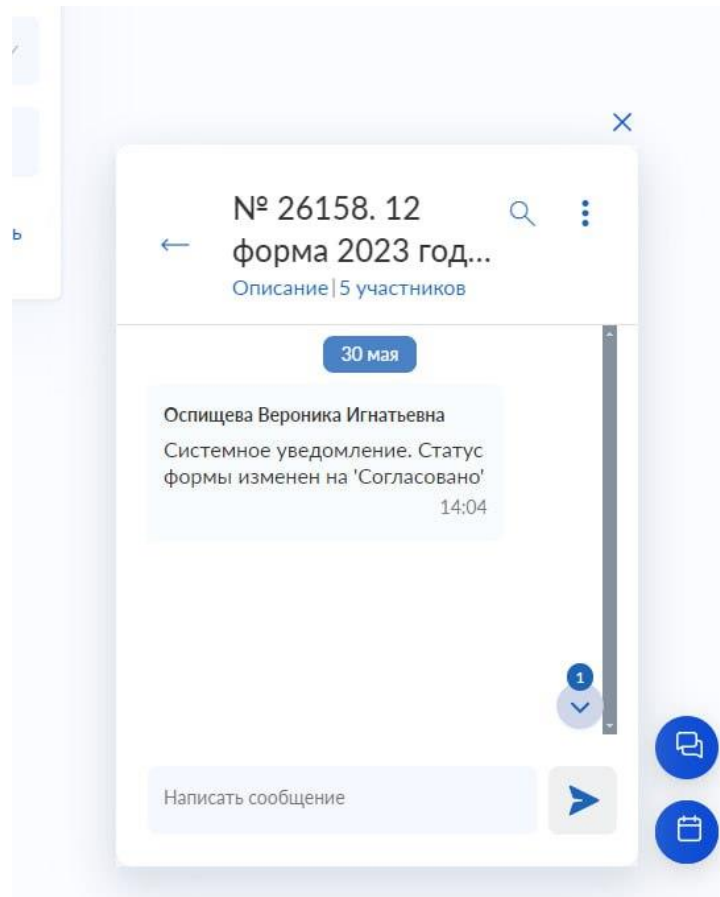 ь
№ 26158. 12
форма 2023 год...
Описание|5 участников
30 мая
Оспищева Вероника Игнатьевна
Системное уведомление. Статус
формы изменен на 'Согласовано'
14:04
1
Написать сообщение